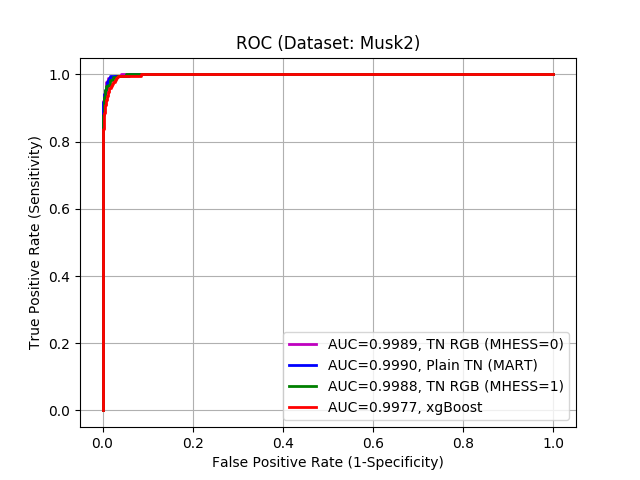 ROC (Dataset: Musk2)
True Positive Rate (Sensitivity)
1.0
0.8
0.6
0.4
0.2
0.0
AUC=0.9989, TN RGB (MHESS=0)
AUC=0.9990, Plain TN (MART)
AUC=0.9988, TN RGB (MHESS=1)
AUC=0.9977, xgBoost
0.0 0.2 0.4 0.6 0.8 1.0
False Positive Rate (1-Specificity)